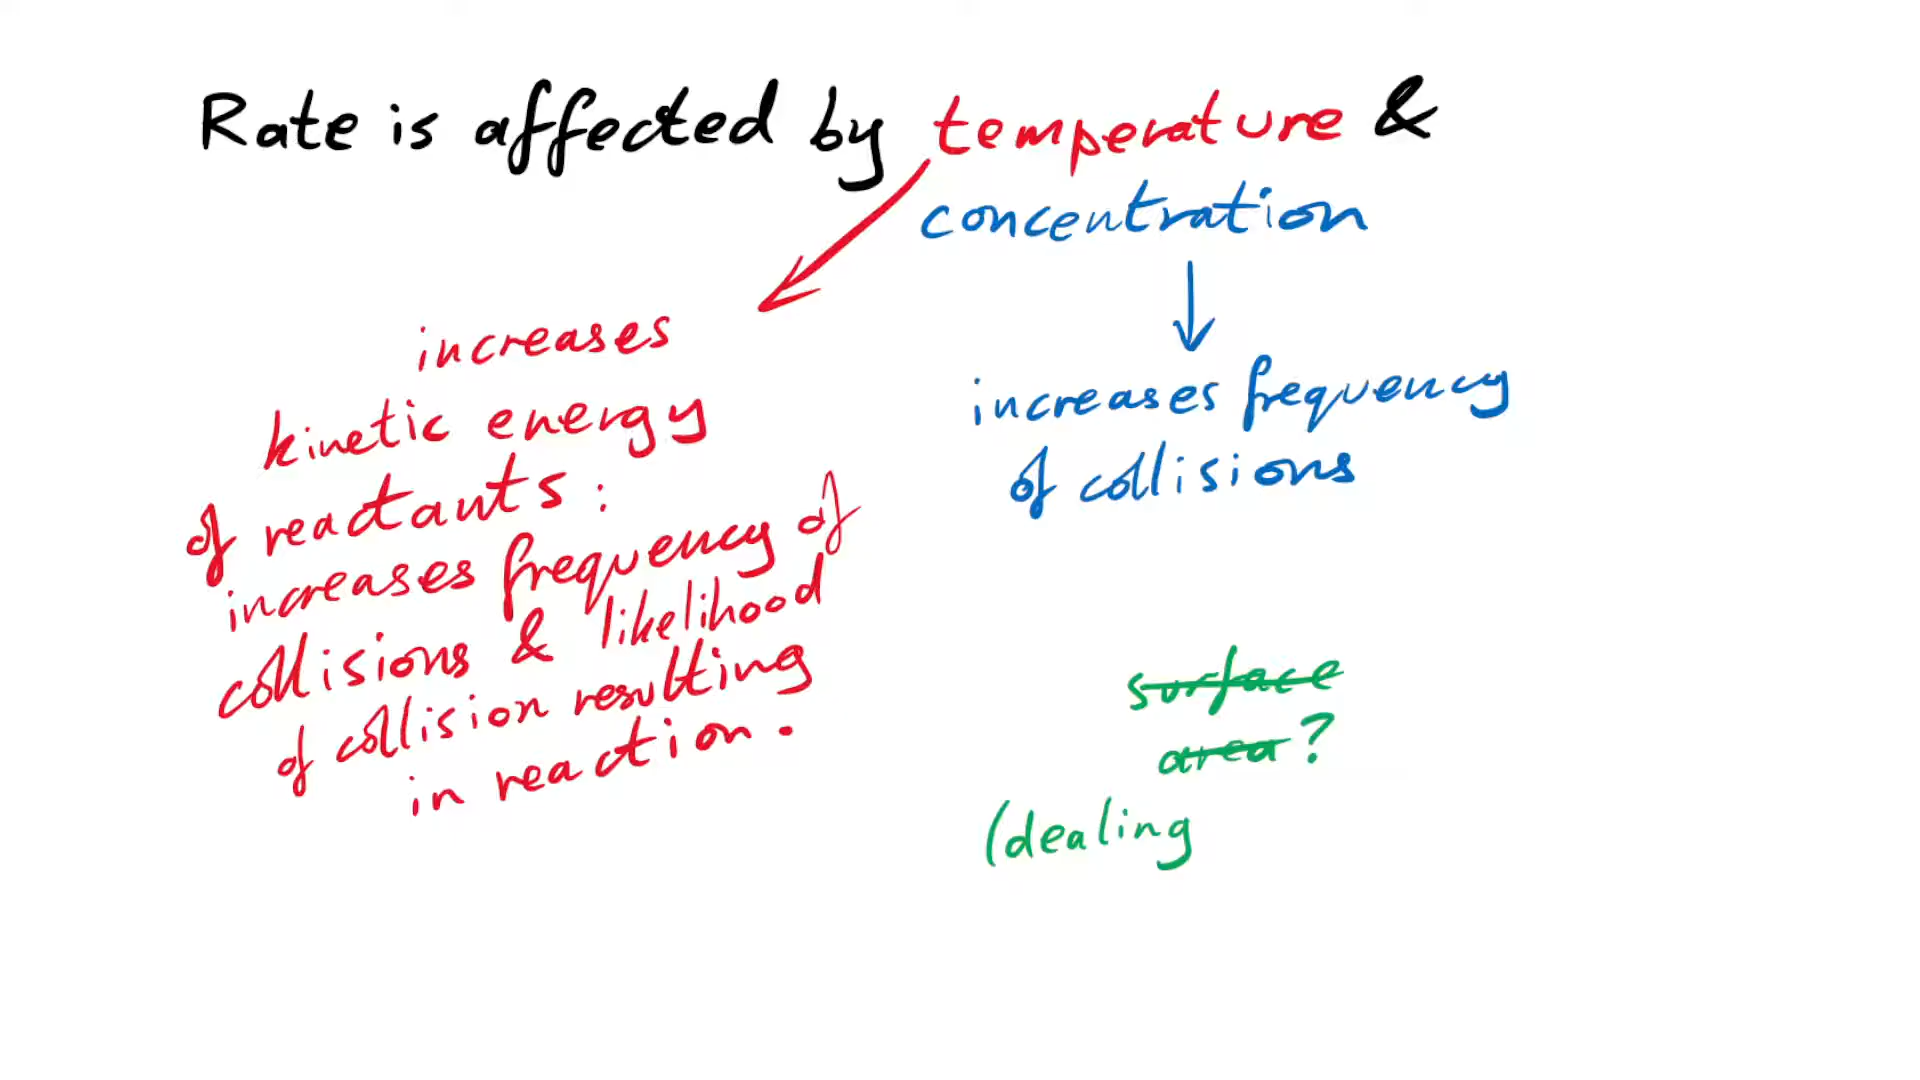 Rate is affected by temperature &
concentration
increases
kinetic energy
of reactants:
increases frequency of
collisions & likelihood
of collision resulting
in reaction.
increases frequency
of collisions
surface
area?
(dealing